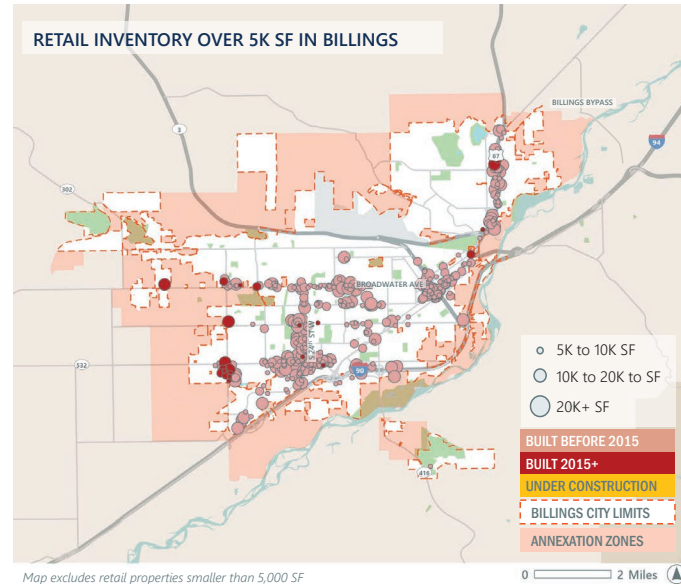 RETAIL INVENTORY OVER 5K SF IN BILLINGS
BILLINGS BYPASS
3
87
94
302
BROADWATER AVE
S 24th ST W
532
90
416
5K to 10K SF
10K to 20K to SF
20K+ SF
BUILT BEFORE 2015
BUILT 2015+
UNDER CONSTRUCTION
BILLINGS CITY LIMITS
ANNEXATION ZONES
Map excludes retail properties smaller than 5,000 SF
0 2 Miles